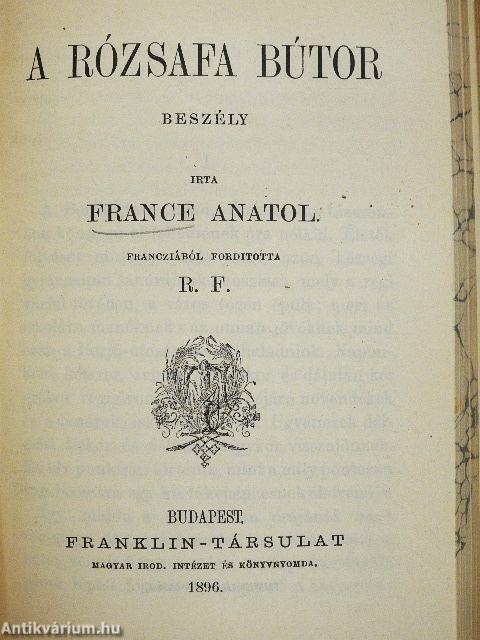 A RÓZSAFA BÚTOR
BESZÉLY
IRTA
FRANCE ANATOL.
FRANCZIÁBÓL FORDITOTTA
R. F.
BUDAPEST,
FRANKLIN-TÁRSULAT
MAGYAR IROD. INTÉZET ÉS KÖNYVNYOMDA.
1896.
Antikvárium.hu